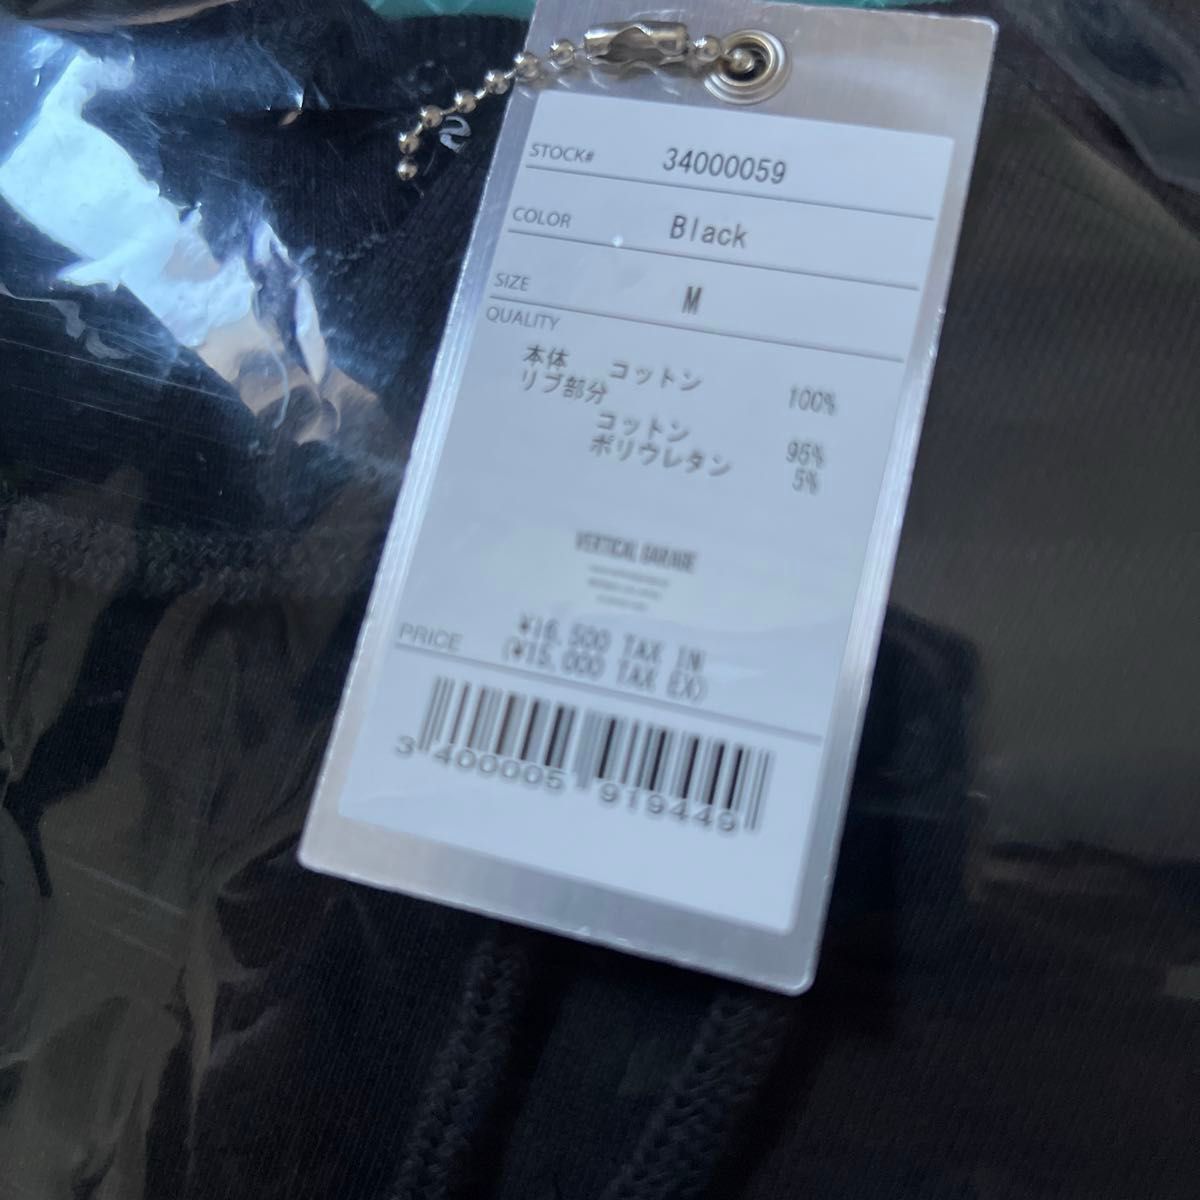 STOCK# 34000059
COLOR Black
SIZE M
QUALITY
本体 コットン 100%
リブ部分
コットン 95%
ポリウレタン 5%
VERTICAL GARAGE
PRICE ¥16,500 TAX IN
(¥15,000 TAX EX)
3 400005 919449